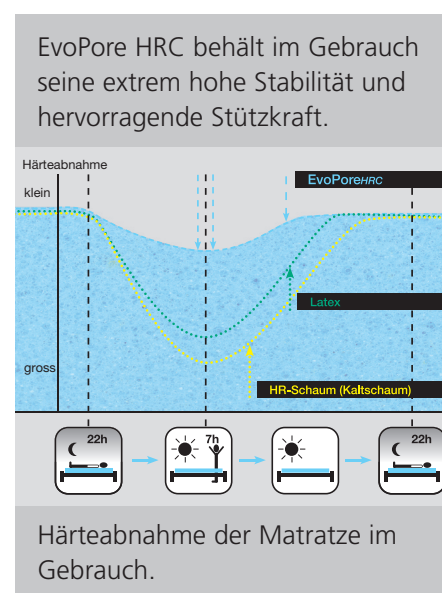 EvoPore HRC behält im Gebrauch
seine extrem hohe Stabilität und
hervorragende Stützkraft.
Härteabnahme
klein
EvoPoreHRC
Latex
gross
HR-Schaum (Kaltschaum)
22h
7h
22h
Härteabnahme der Matratze im
Gebrauch.